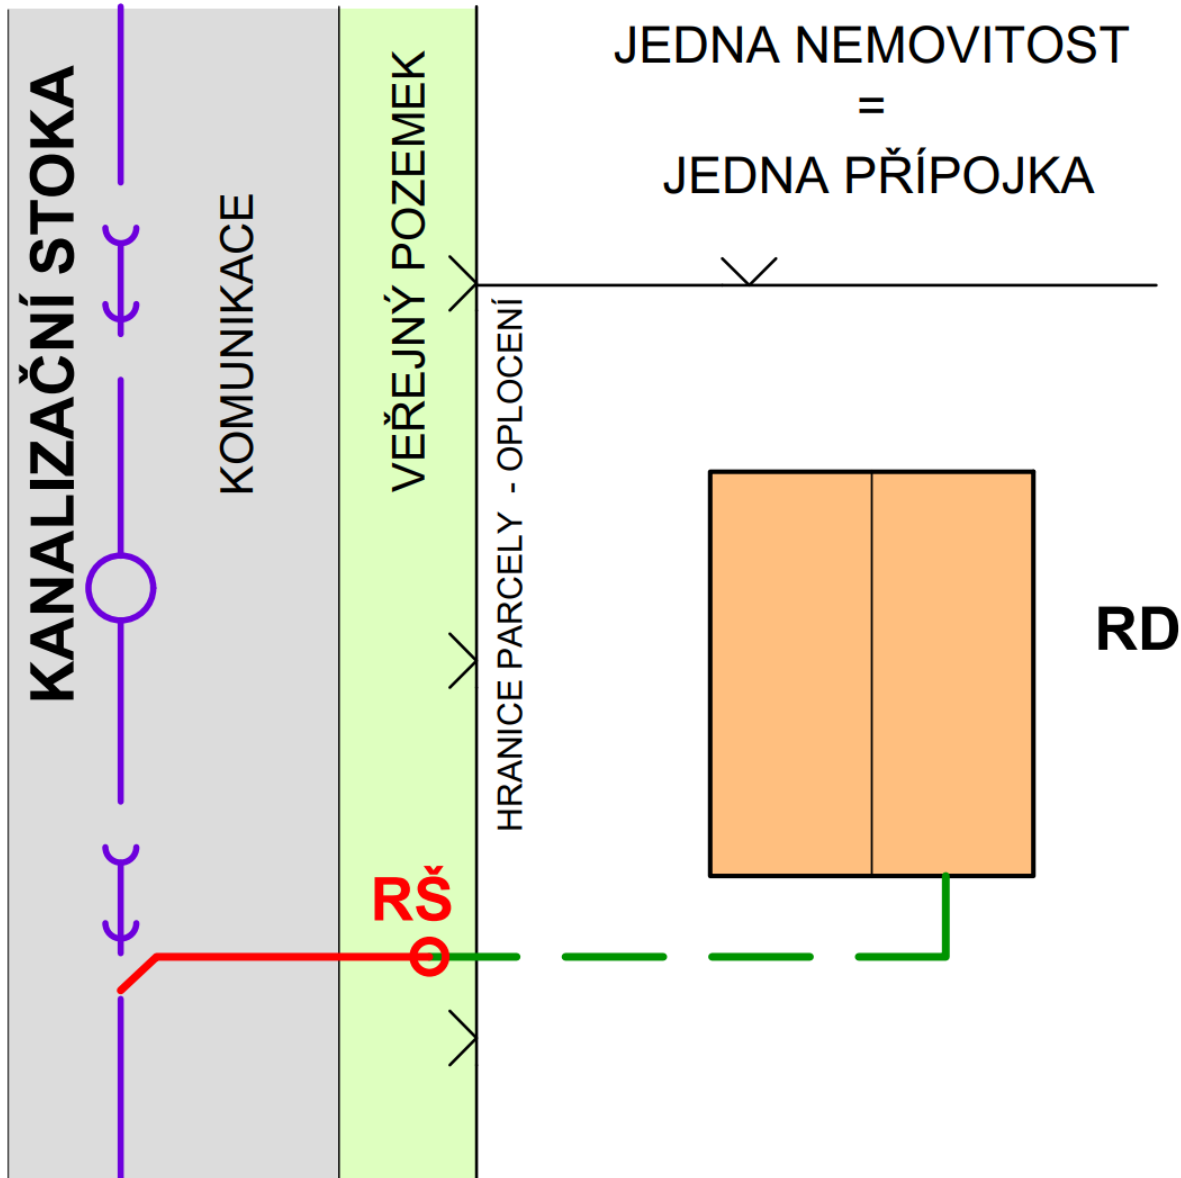 JEDNA NEMOVITOST
=
JEDNA PŘÍPOJKA
KANALIZAČNÍ STOKA
KOMUNIKACE
VEŘEJNÝ POZEMEK
HRANICE PARCELY - OPLOCENÍ
RD
RŠ